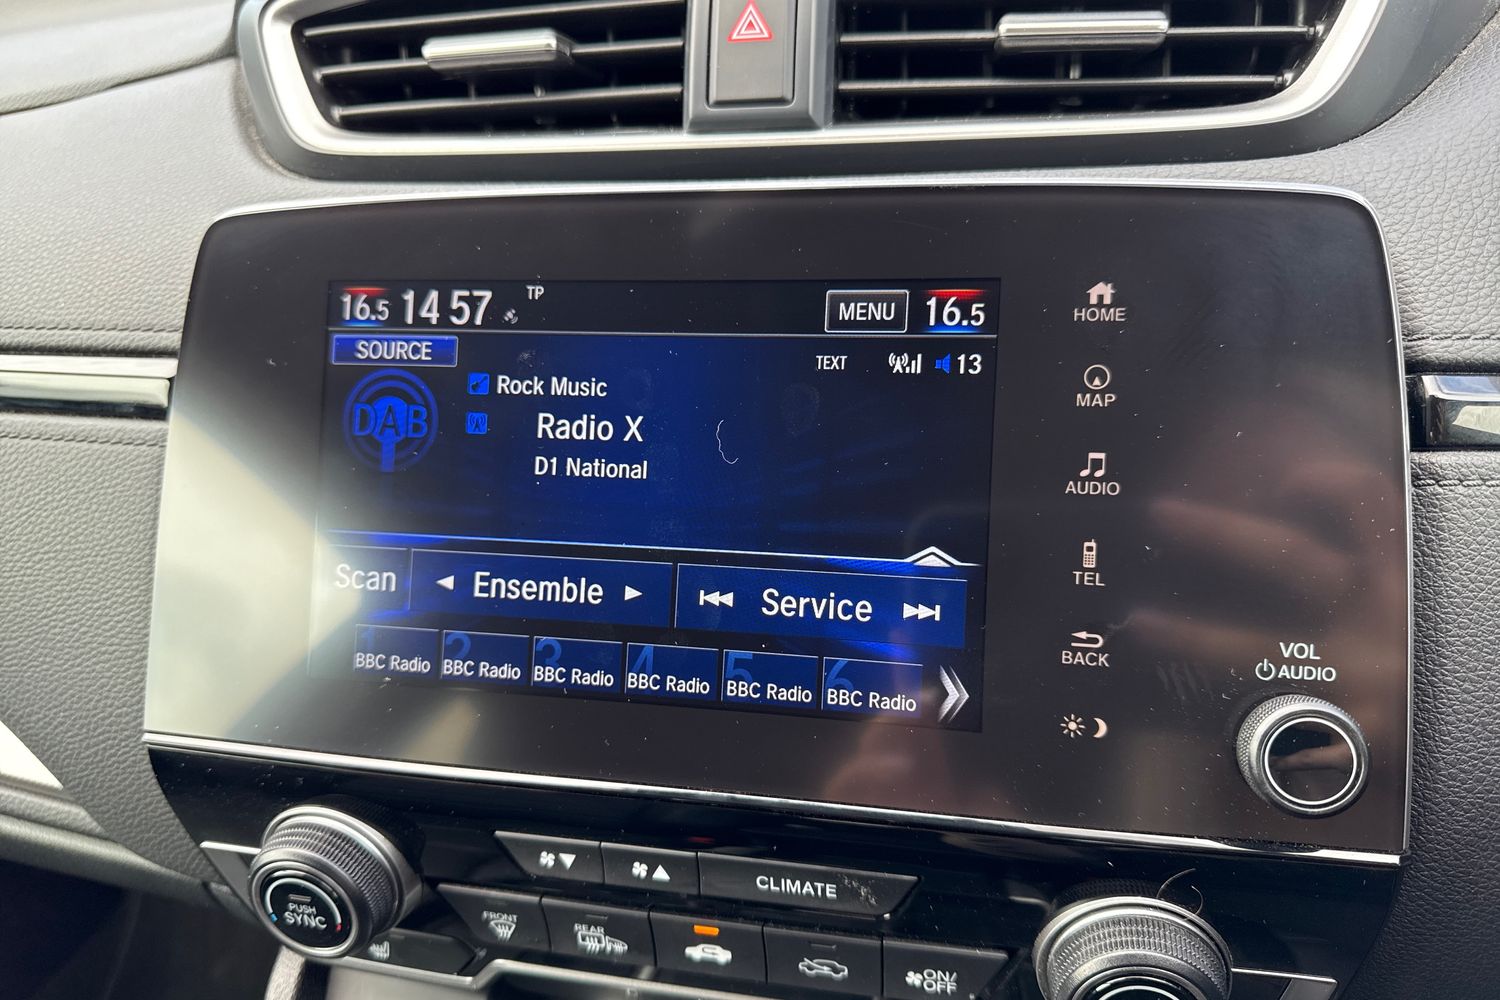 16.5 14 57 TP MENU 16.5
SOURCE TEXT 13
DAB
Rock Music
Radio X
D1 National
Scan Ensemble Service
1 2 3 4 5 6
BBC Radio BBC Radio BBC Radio BBC Radio BBC Radio BBC Radio
HOME
MAP
AUDIO
TEL
BACK
VOL
AUDIO
CLIMATE
PUSH
SYNC
FRONT
REAR
ON/
OFF